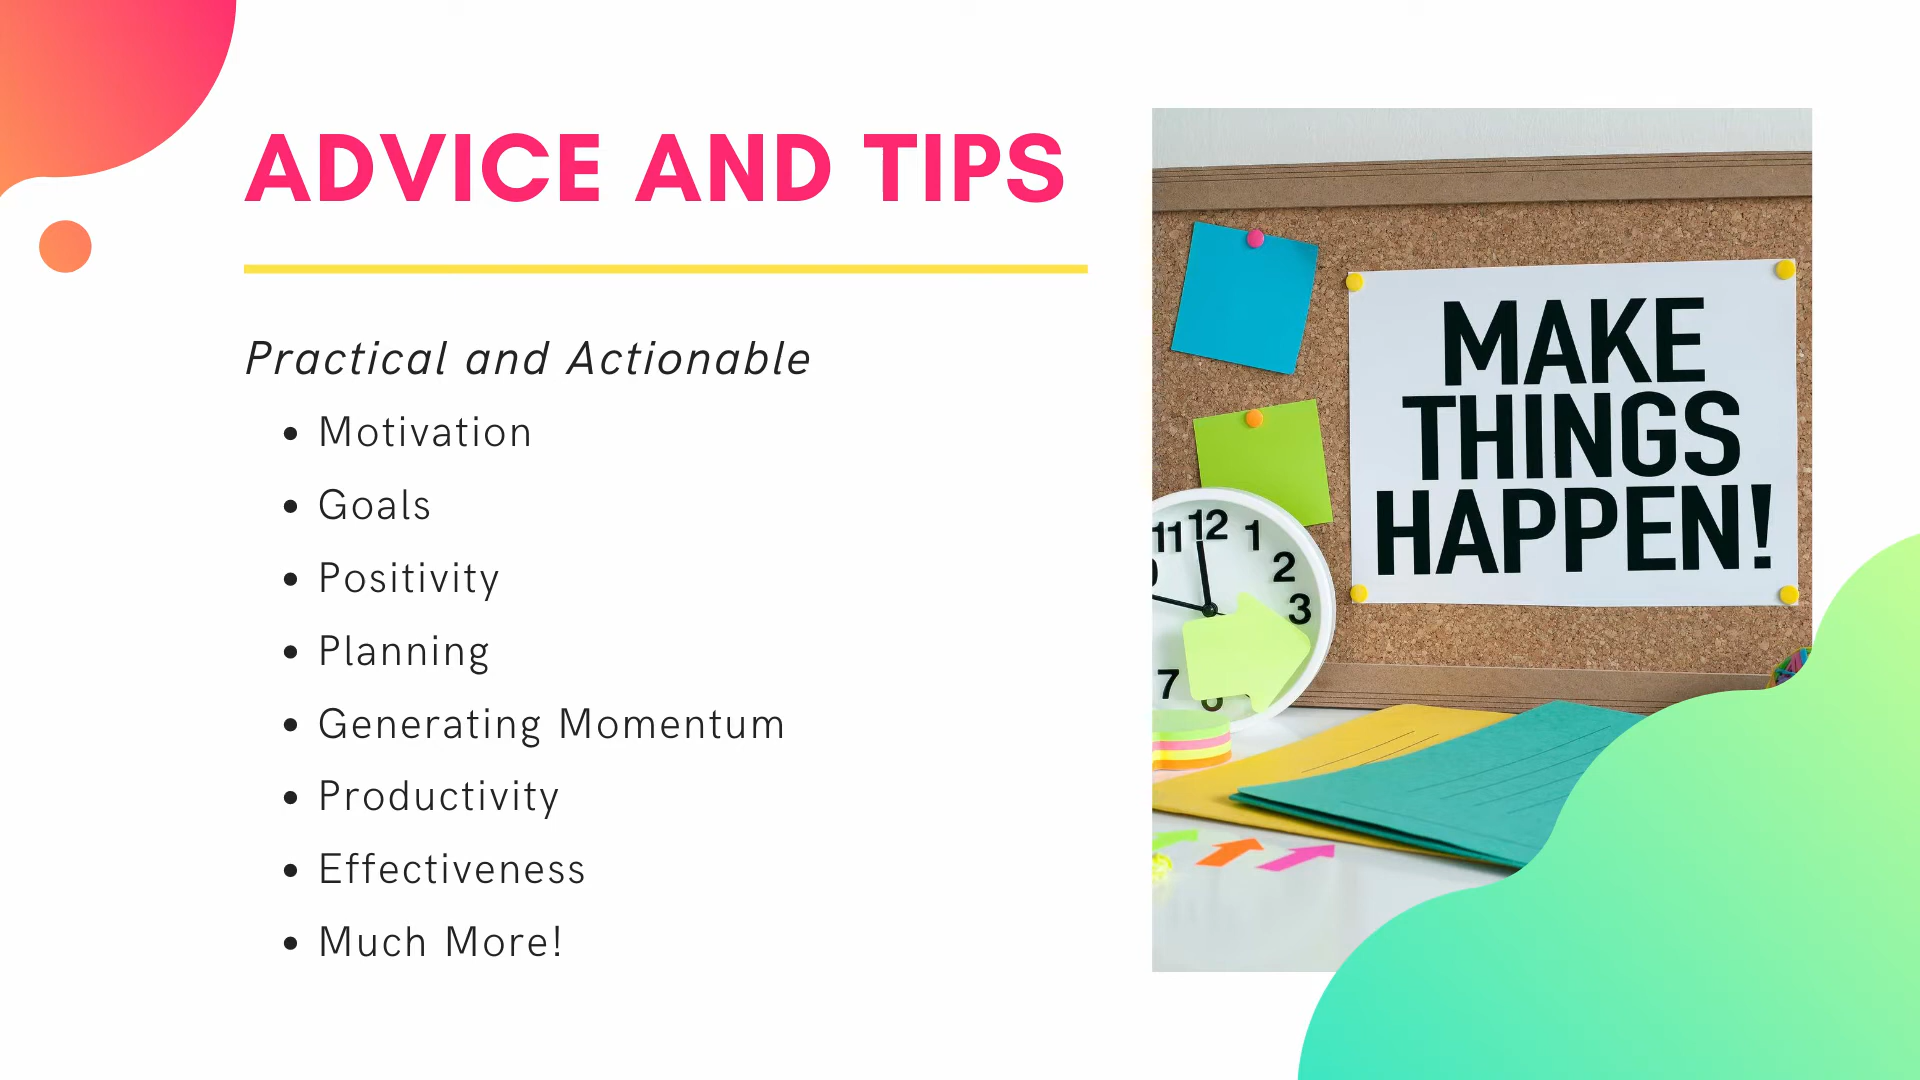 ADVICE AND TIPS
Practical and Actionable
• Motivation
• Goals
• Positivity
• Planning
• Generating Momentum
• Productivity
• Effectiveness
• Much More!
MAKE
THINGS
HAPPEN!
11 12 1
2
3
7